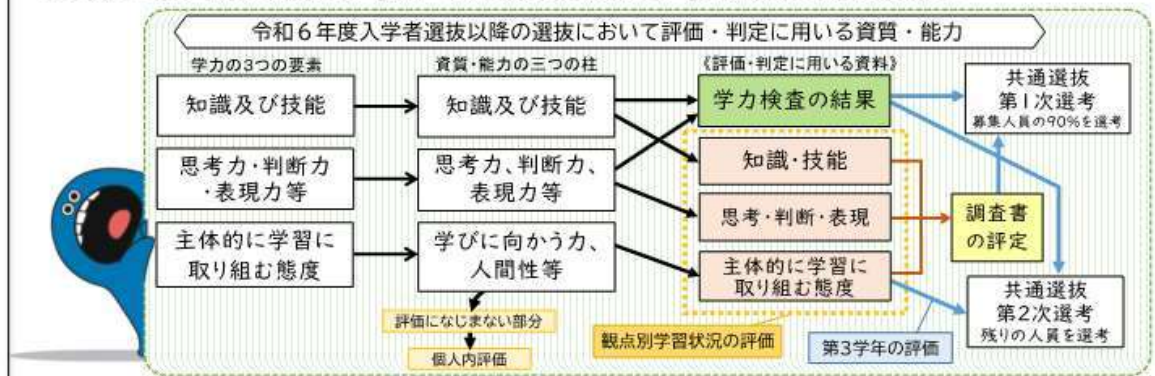 令和6年度入学者選抜以降の選抜において評価・判定に用いる資質・能力
学力の3つの要素
知識及び技能
思考力・判断力
・表現力等
主体的に学習に
取り組む態度
資質・能力の三つの柱
知識及び技能
思考力、判断力、
表現力等
学びに向かう力、
人間性等
評価になじまない部分
個人内評価
《評価・判定に用いる資料》
学力検査の結果
知識・技能
思考・判断・表現
主体的に学習に
取り組む態度
観点別学習状況の評価
第3学年の評価
調査書
の評定
共通選抜
第1次選考
募集人員の90%を選考
共通選抜
第2次選考
残りの人員を選考